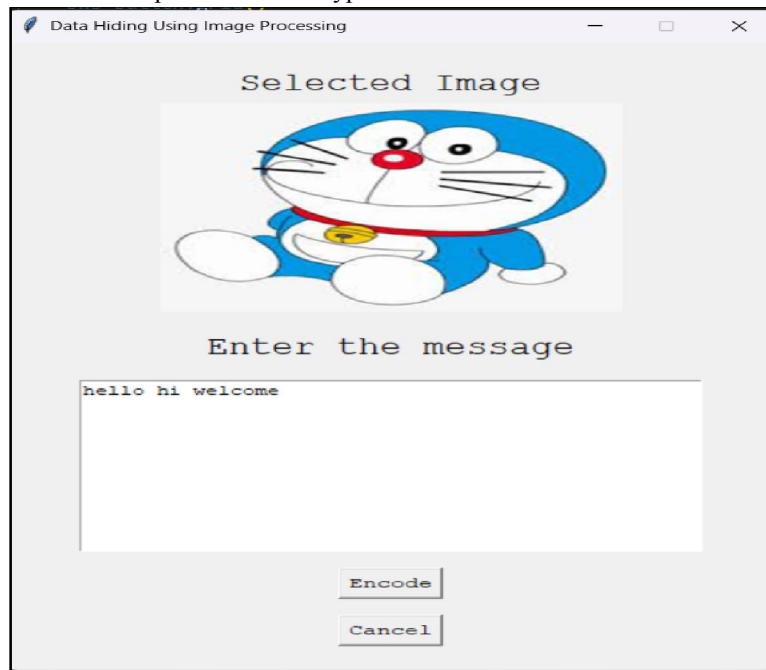 Data Hiding Using Image Processing
Selected Image
Enter the message
hello hi welcome
Encode
Cancel